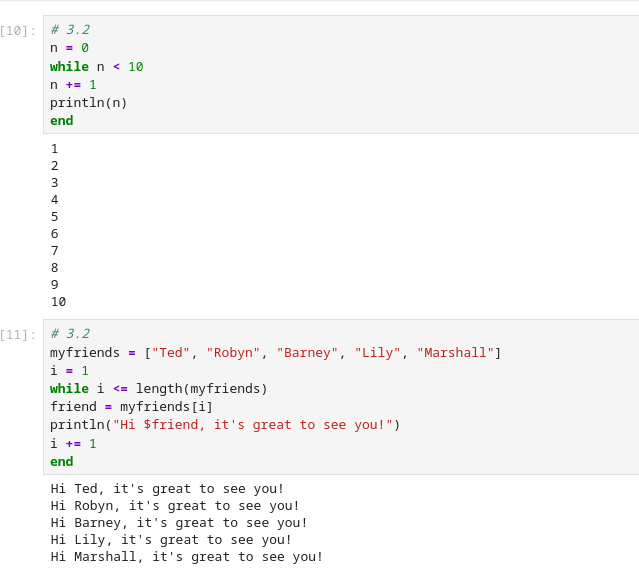 [10]:
# 3.2
n = 0
while n < 10
n += 1
println(n)
end
1
2
3
4
5
6
7
8
9
10
[11]:
# 3.2
myfriends = ["Ted", "Robyn", "Barney", "Lily", "Marshall"]
i = 1
while i <= length(myfriends)
friend = myfriends[i]
println("Hi $friend, it's great to see you!")
i += 1
end
Hi Ted, it's great to see you!
Hi Robyn, it's great to see you!
Hi Barney, it's great to see you!
Hi Lily, it's great to see you!
Hi Marshall, it's great to see you!